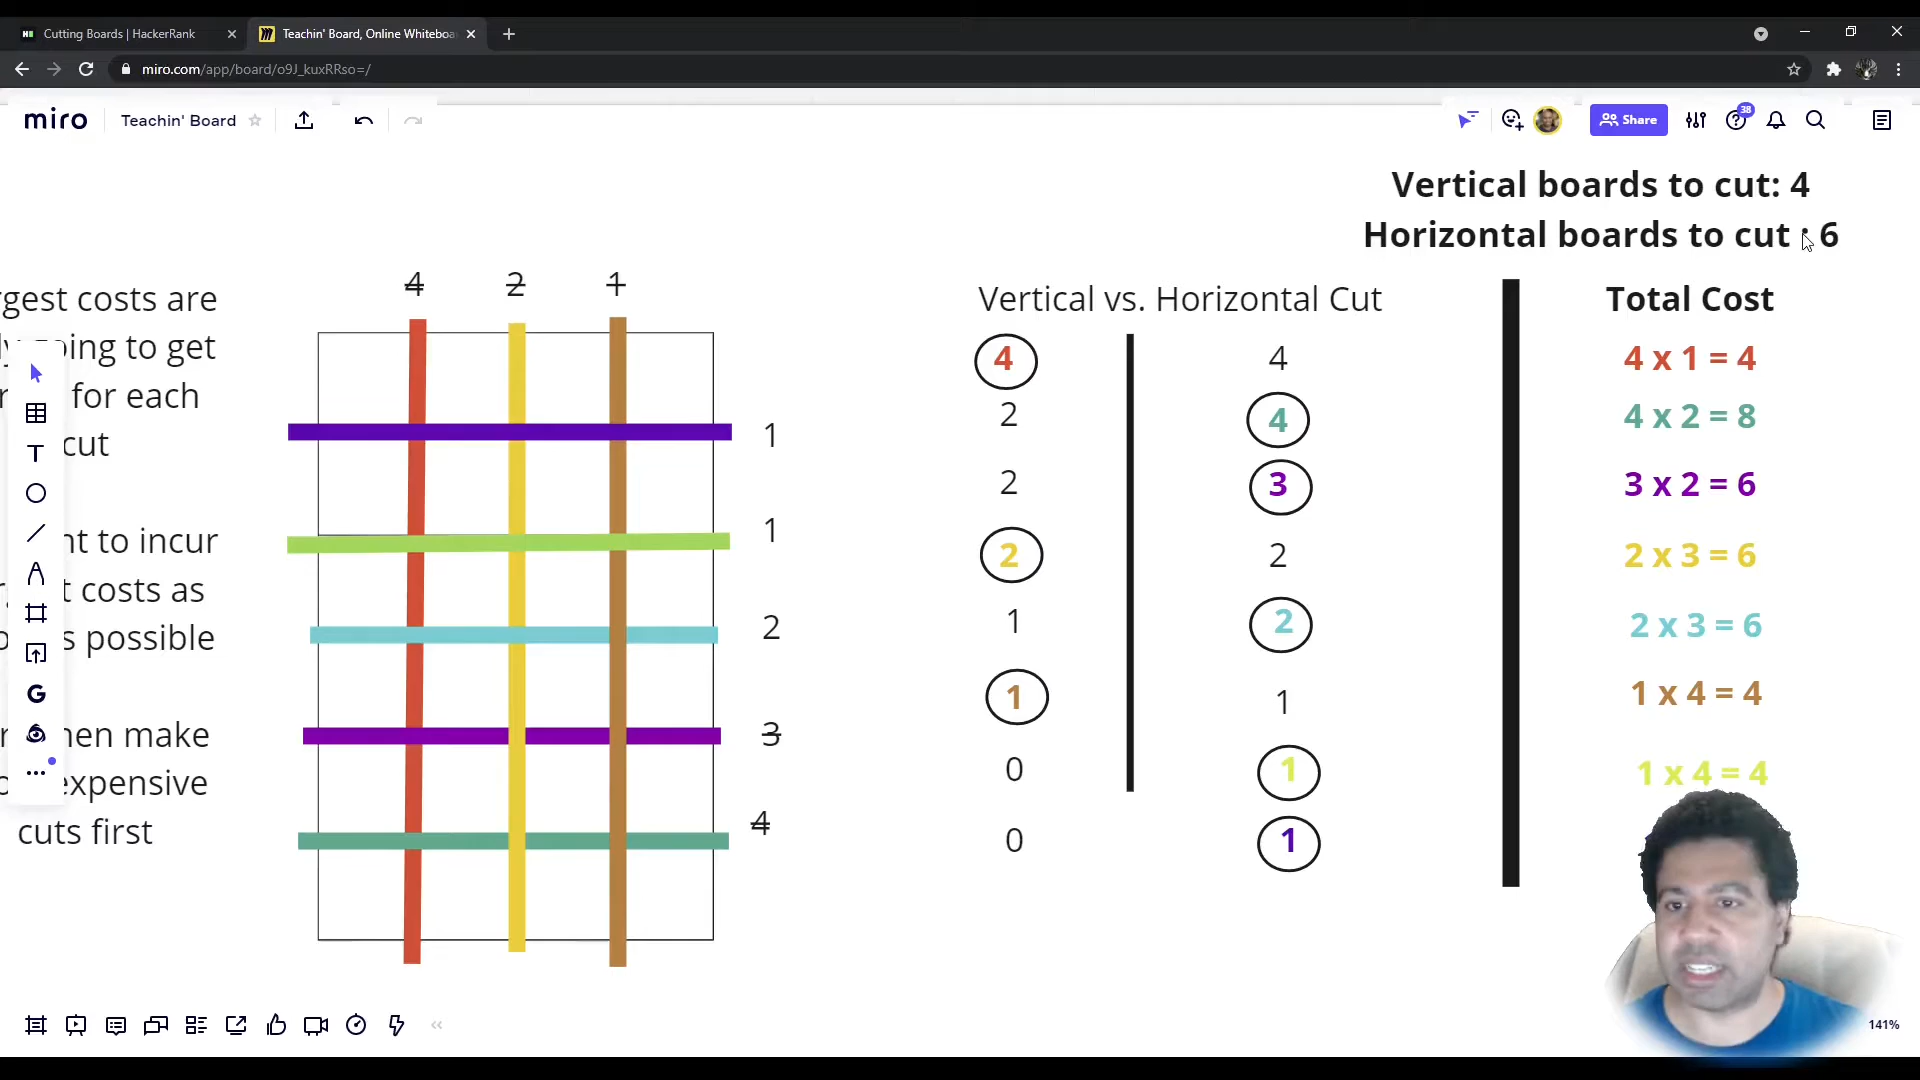 Cutting Boards | HackerRank
Teachin' Board, Online Whiteboa
miro.com/app/board/o9J_kuxRRso=/
miro
Teachin' Board
Share
38
Vertical boards to cut: 4
Horizontal boards to cut : 6
gest costs are
going to get
for each
cut
nt to incur
t costs as
s possible
hen make
expensive
cuts first
4 2 1
1
1
2
3
4
Vertical vs. Horizontal Cut
Total Cost
4 4 4 x 1 = 4
2 4 4 x 2 = 8
2 3 3 x 2 = 6
2 2 2 x 3 = 6
1 2 2 x 3 = 6
1 1 1 x 4 = 4
0 1 1 x 4 = 4
0 1
141%